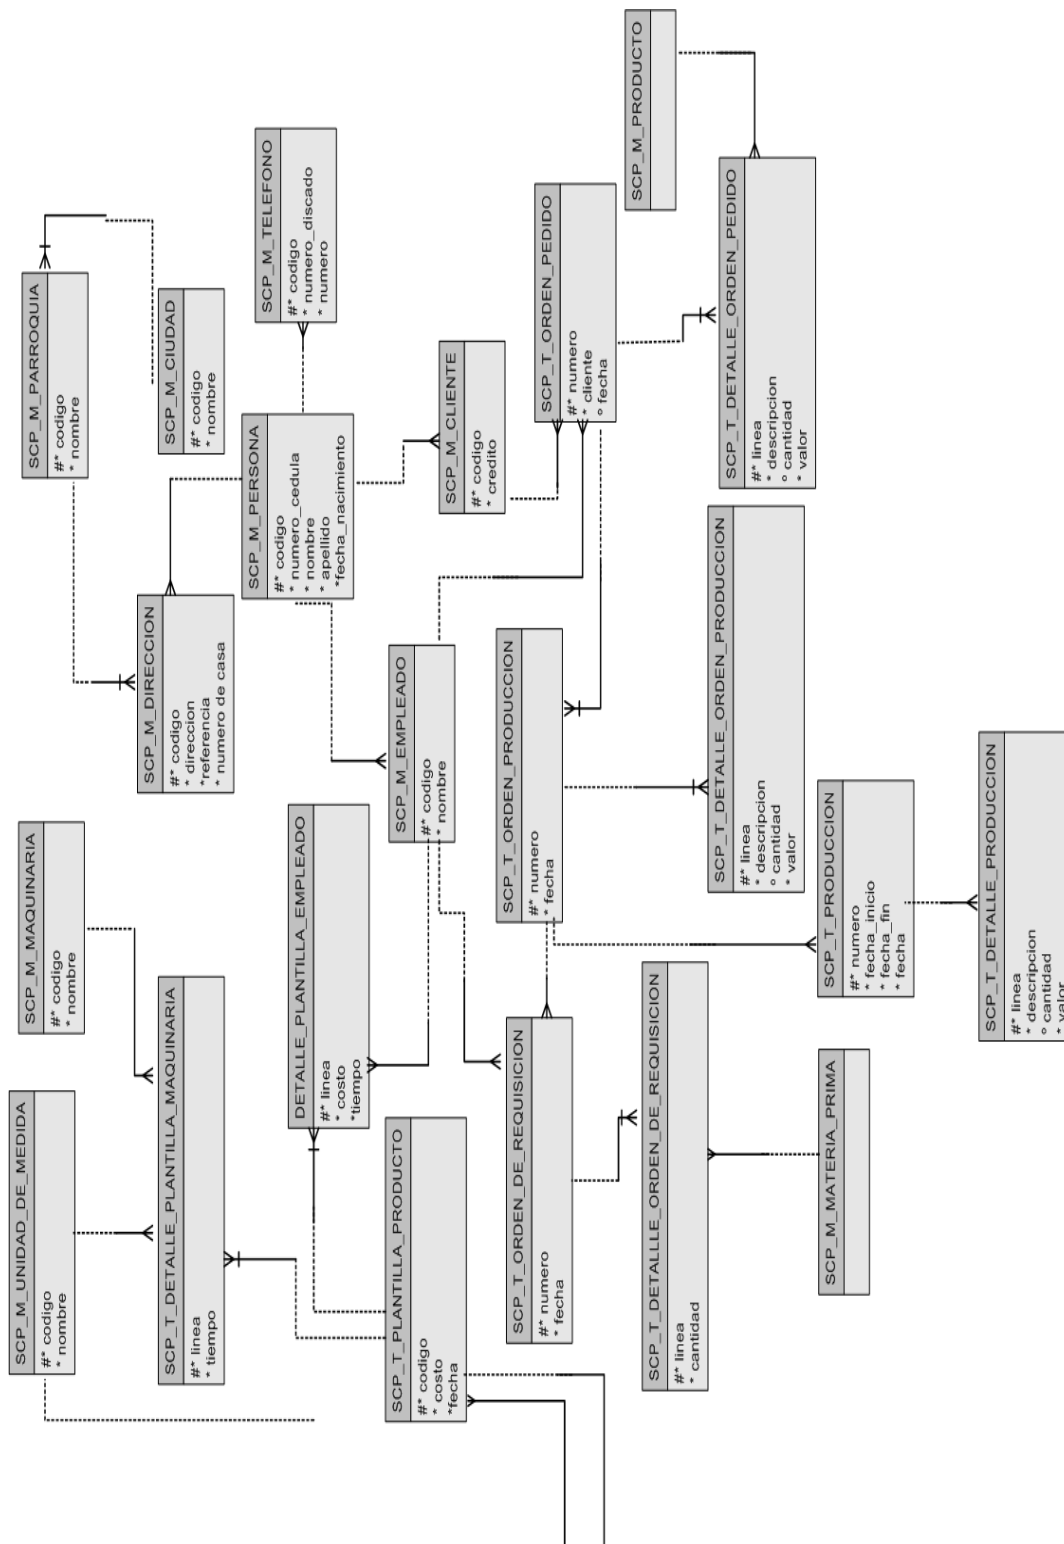 SCP_M_UNIDAD_DE_MEDIDA
#* codigo
* nombre
SCP_M_MAQUINARIA
#* codigo
* nombre
SCP_M_PARROQUIA
#* codigo
* nombre
SCP_T_DETALLE_PLANTILLA_MAQUINARIA
#* linea
* tiempo
SCP_M_DIRECCION
#* codigo
* direccion
*referencia
* numero de casa
SCP_M_CIUDAD
#* codigo
* nombre
SCP_M_PERSONA
#* codigo
* numero_cedula
* nombre
* apellido
*fecha_nacimiento
SCP_M_TELEFONO
#* codigo
* numero_discado
* numero
DETALLE_PLANTILLA_EMPLEADO
#* linea
* costo
*tiempo
SCP_T_PLANTILLA_PRODUCTO
#* codigo
* costo
*fecha
SCP_M_EMPLEADO
#* codigo
* nombre
SCP_M_CLIENTE
#* codigo
* credito
SCP_T_ORDEN_DE_REQUISICION
#* numero
* fecha
SCP_T_ORDEN_PRODUCCION
#* numero
* fecha
SCP_T_ORDEN_PEDIDO
#* numero
* cliente
º fecha
SCP_M_PRODUCTO
SCP_T_DETALLLE_ORDEN_DE_REQUISICION
#* linea
* cantidad
SCP_T_DETALLE_ORDEN_PRODUCCION
#* linea
* descripcion
º cantidad
* valor
SCP_T_DETALLE_ORDEN_PEDIDO
#* linea
* descripcion
º cantidad
* valor
SCP_M_MATERIA_PRIMA
SCP_T_PRODUCCION
#* numero
* fecha_inicio
* fecha_fin
* fecha
SCP_T_DETALLE_PRODUCCION
#* linea
* descripcion
º cantidad
* valor